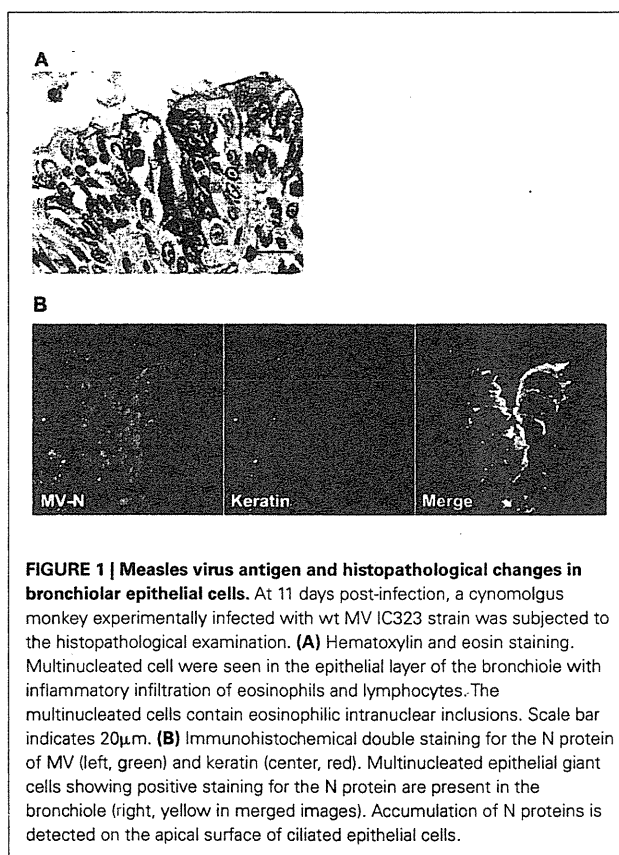 A
B
MV-N Keratin Merge
FIGURE 1 | Measles virus antigen and histopathological changes in
bronchiolar epithelial cells. At 11 days post-infection, a cynomolgus
monkey experimentally infected with wt MV IC323 strain was subjected to
the histopathological examination. (A) Hematoxylin and eosin staining.
Multinucleated cell were seen in the epithelial layer of the bronchiole with
inflammatory infiltration of eosinophils and lymphocytes. The
multinucleated cells contain eosinophilic intranuclear inclusions. Scale bar
indicates 20μm. (B) Immunohistochemical double staining for the N protein
of MV (left, green) and keratin (center, red). Multinucleated epithelial giant
cells showing positive staining for the N protein are present in the
bronchiole (right, yellow in merged images). Accumulation of N proteins is
detected on the apical surface of ciliated epithelial cells.